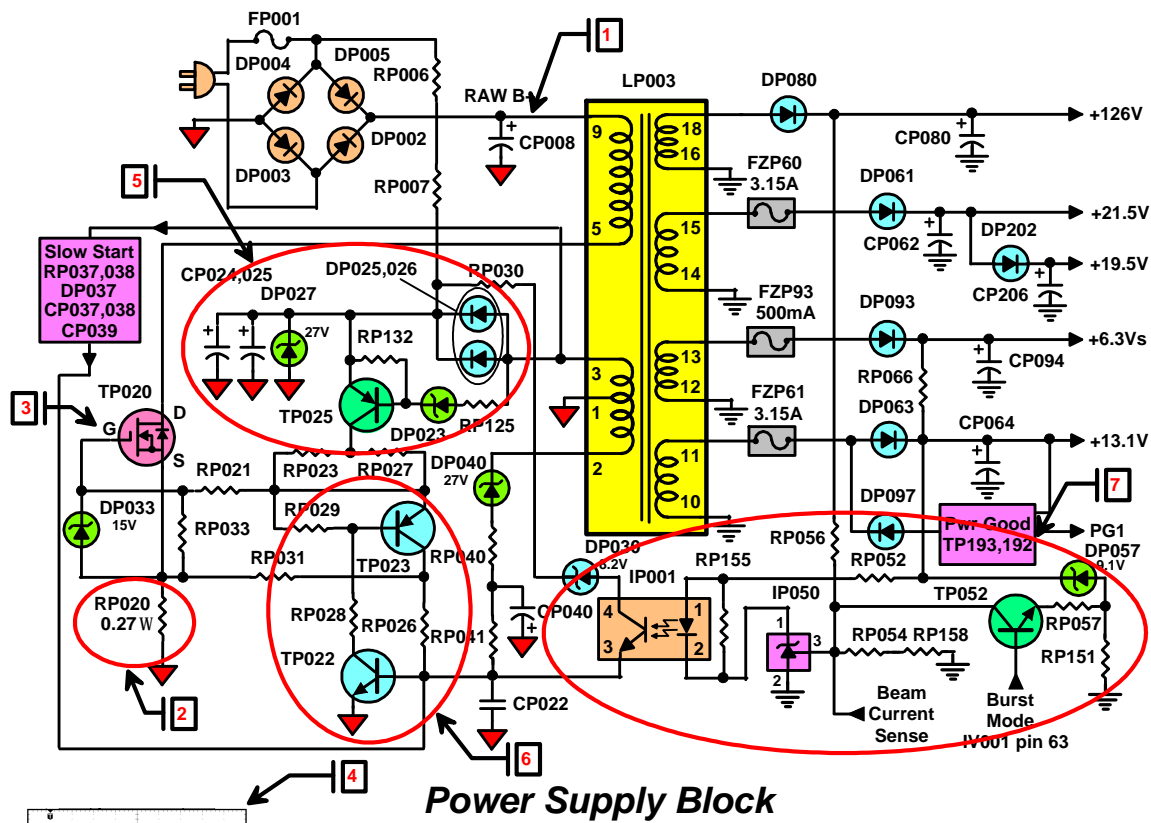 FP001
DP004
DP005
RP006
DP003
DP002
RP007
RAW B+
1
CP008
LP003
9
5
3
1
2
18
16
15
14
13
12
11
10
DP080
+126V
CP080
FZP60
3.15A
DP061
+21.5V
CP062
DP202
+19.5V
CP206
FZP93
500mA
DP093
+6.3Vs
CP094
RP066
FZP61
3.15A
DP063
CP064
+13.1V
DP097
Pwr Good
TP193,192
7
PG1
5
Slow Start
RP037,038
DP037
CP037,038
CP039
CP024,025
DP027
27V
DP025,026
RP030
RP132
TP025
DP023
RP125
3
TP020
D
G
S
RP021
RP023
RP027
DP033
15V
RP033
RP029
TP023
RP031
RP028
RP026
TP022
RP020
0.27 W
2
DP040
27V
RP040
CP040
RP041
CP022
6
DP030
6.2V
IP001
4
3
1
2
RP155
IP050
1
3
2
RP056
RP052
DP057
9.1V
TP052
RP057
RP054
RP158
RP151
Beam
Current
Sense
Burst
Mode
IV001 pin 63
4
Power Supply Block